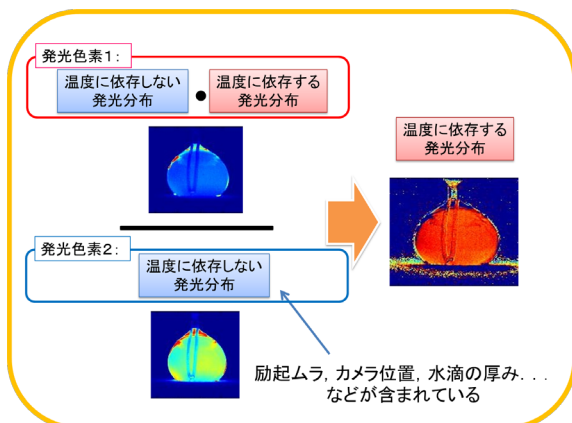 発光色素1:
温度に依存しない
発光分布
●
温度に依存する
発光分布
温度に依存する
発光分布
発光色素2:
温度に依存しない
発光分布
励起ムラ, カメラ位置, 水滴の厚み. . .
などが含まれている